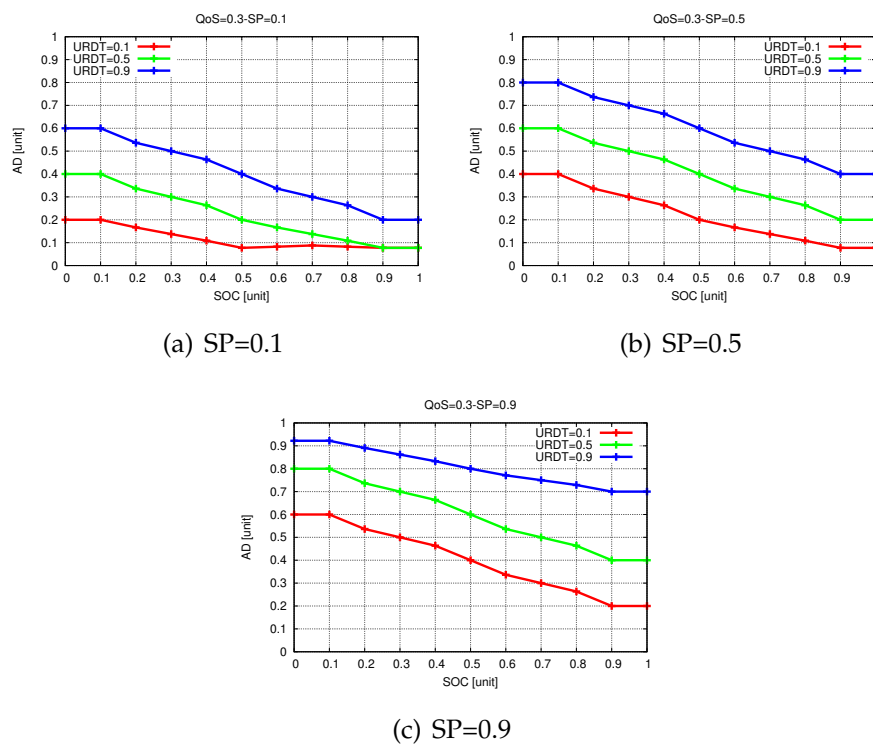 QoS=0.3-SP=0.1
URDT=0.1
URDT=0.5
URDT=0.9
AD [unit]
1
0.9
0.8
0.7
0.6
0.5
0.4
0.3
0.2
0.1
0
0 0.1 0.2 0.3 0.4 0.5 0.6 0.7 0.8 0.9 1
SOC [unit]
(a) SP=0.1
QoS=0.3-SP=0.5
URDT=0.1
URDT=0.5
URDT=0.9
AD [unit]
1
0.9
0.8
0.7
0.6
0.5
0.4
0.3
0.2
0.1
0
0 0.1 0.2 0.3 0.4 0.5 0.6 0.7 0.8 0.9
SOC [unit]
(b) SP=0.5
QoS=0.3-SP=0.9
URDT=0.1
URDT=0.5
URDT=0.9
AD [unit]
1
0.9
0.8
0.7
0.6
0.5
0.4
0.3
0.2
0.1
0
0 0.1 0.2 0.3 0.4 0.5 0.6 0.7 0.8 0.9 1
SOC [unit]
(c) SP=0.9